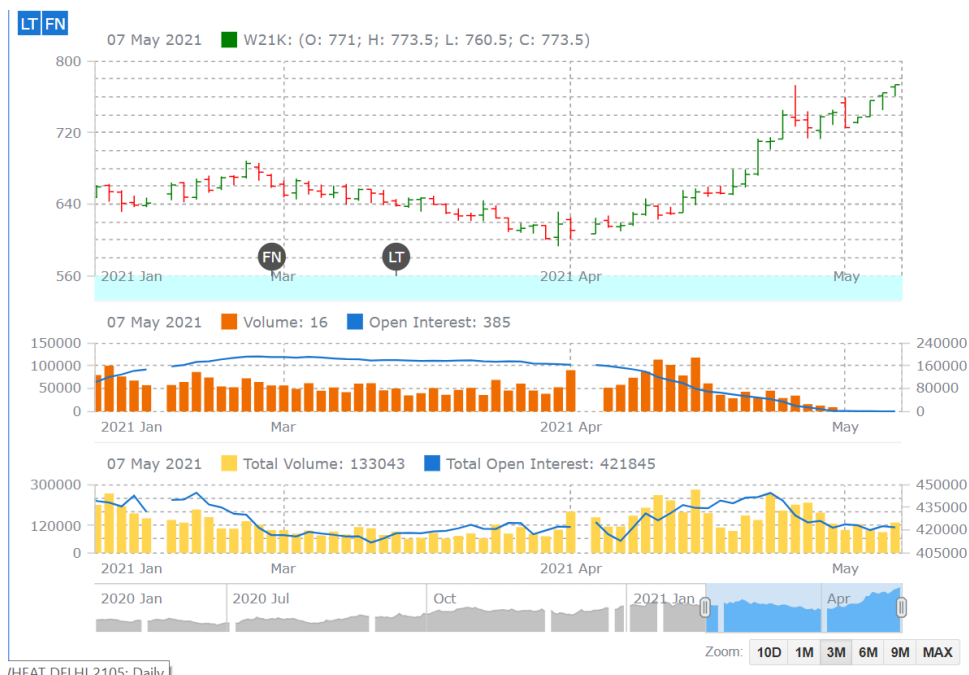 LT FN
07 May 2021 W21K: (O: 771; H: 773.5; L: 760.5; C: 773.5)
800
720
640
560
FN LT
2021 Jan Mar 2021 Apr May
07 May 2021 Volume: 16 Open Interest: 385
150000 240000
100000 160000
50000 80000
0 0
2021 Jan Mar 2021 Apr May
07 May 2021 Total Volume: 133043 Total Open Interest: 421845
300000 450000
435000
120000 420000
0 405000
2021 Jan Mar 2021 Apr May
2020 Jan 2020 Jul Oct 2021 Jan Apr
Zoom: 10D 1M 3M 6M 9M MAX
/HEAT DELHI 2105: Daily